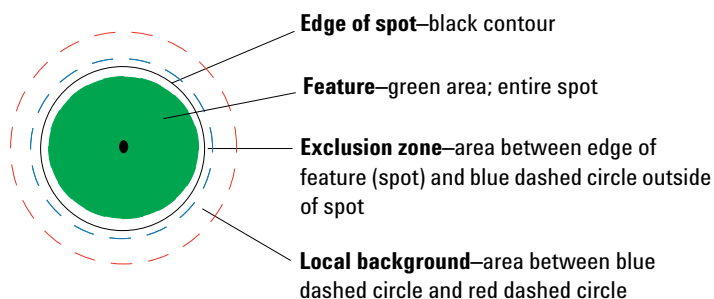 Edge of spot–black contour
Feature–green area; entire spot
Exclusion zone–area between edge of
feature (spot) and blue dashed circle outside
of spot
Local background–area between blue
dashed circle and red dashed circle